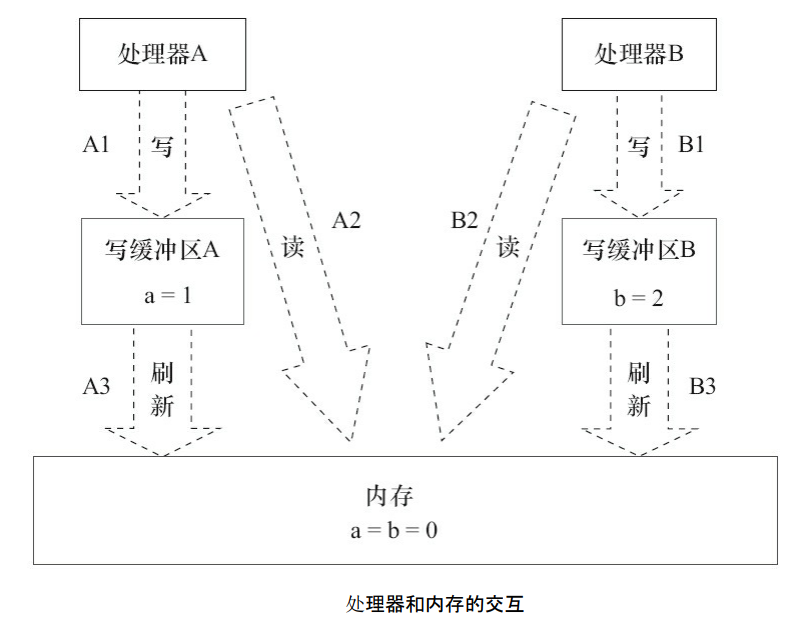 处理器A
处理器B
A1
写
写
B1
A2
B2
读
读
写缓冲区A
a = 1
写缓冲区B
b = 2
A3
刷
新
刷
新
B3
内存
a = b = 0
处理器和内存的交互